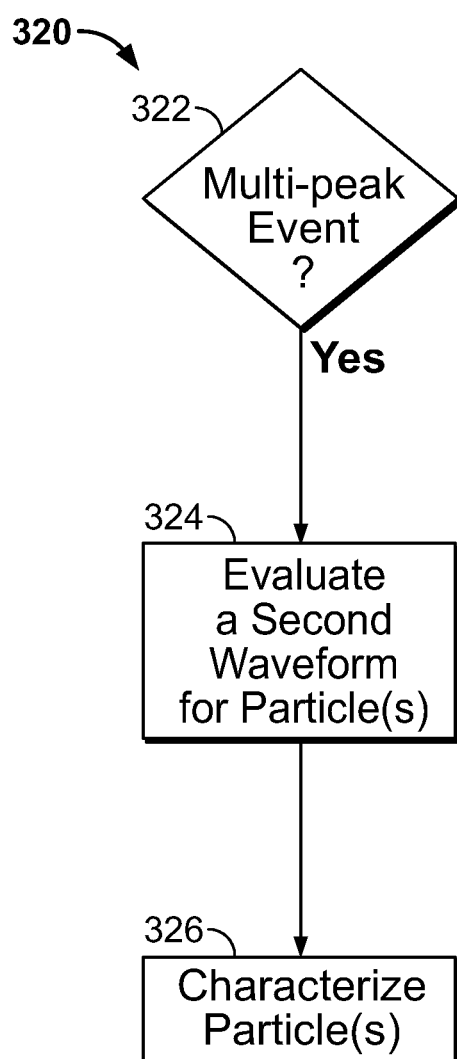 320
322
Multi-peak
Event
?
Yes
324
Evaluate
a Second
Waveform
for Particle(s)
326
Characterize
Particle(s)